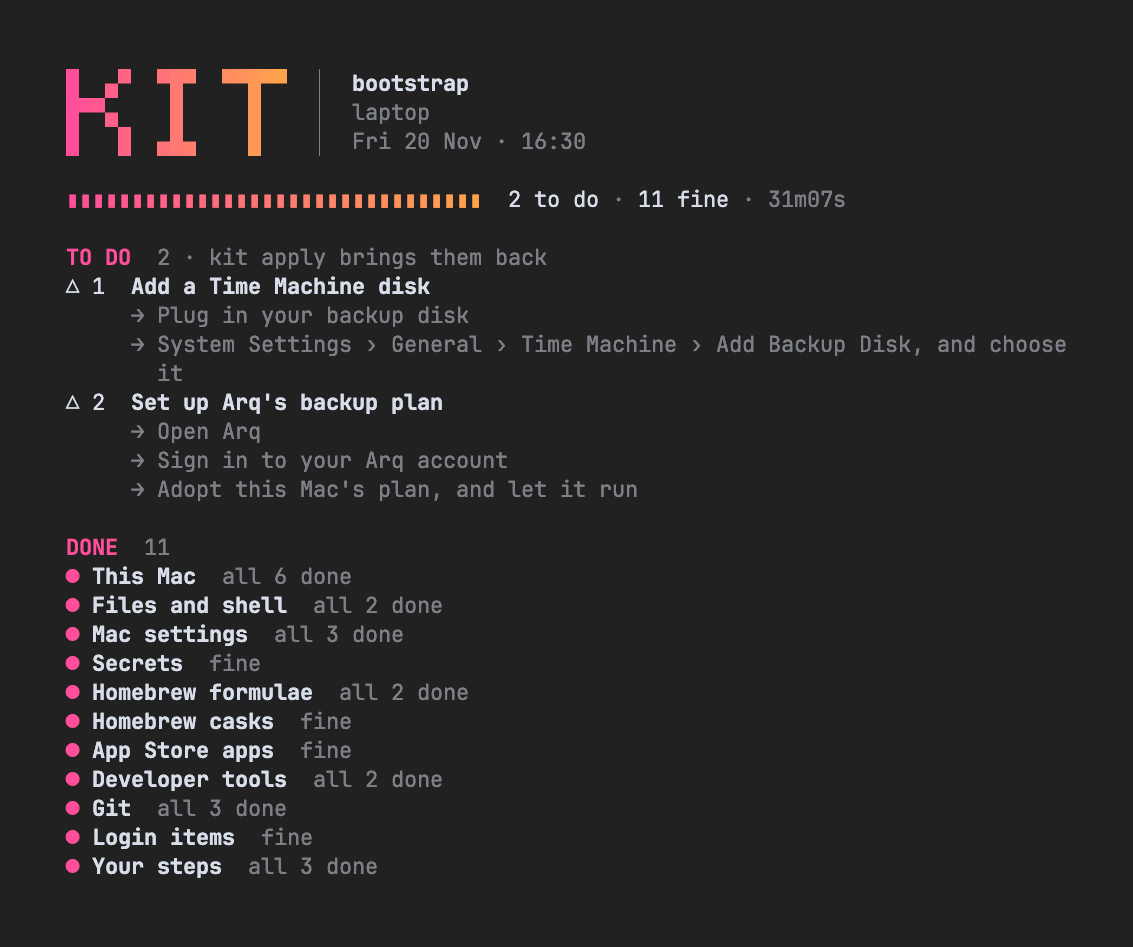 KIT
bootstrap
laptop
Fri 20 Nov · 16:30
2 to do · 11 fine · 31m07s
TO DO  2 · kit apply brings them back
△ 1  Add a Time Machine disk
→ Plug in your backup disk
→ System Settings › General › Time Machine › Add Backup Disk, and choose
it
△ 2  Set up Arq's backup plan
→ Open Arq
→ Sign in to your Arq account
→ Adopt this Mac's plan, and let it run
DONE  11
● This Mac  all 6 done
● Files and shell  all 2 done
● Mac settings  all 3 done
● Secrets  fine
● Homebrew formulae  all 2 done
● Homebrew casks  fine
● App Store apps  fine
● Developer tools  all 2 done
● Git  all 3 done
● Login items  fine
● Your steps  all 3 done